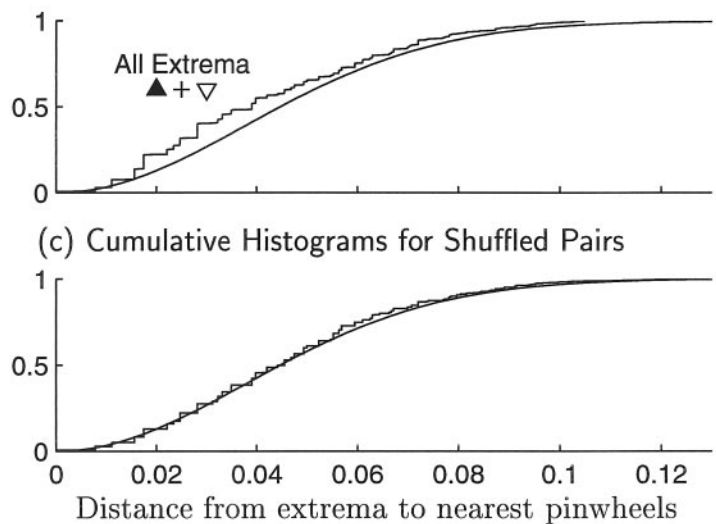 1
All Extrema
▲ + ▽
0.5
0
(c) Cumulative Histograms for Shuffled Pairs
1
0.5
0
0 0.02 0.04 0.06 0.08 0.1 0.12
Distance from extrema to nearest pinwheels